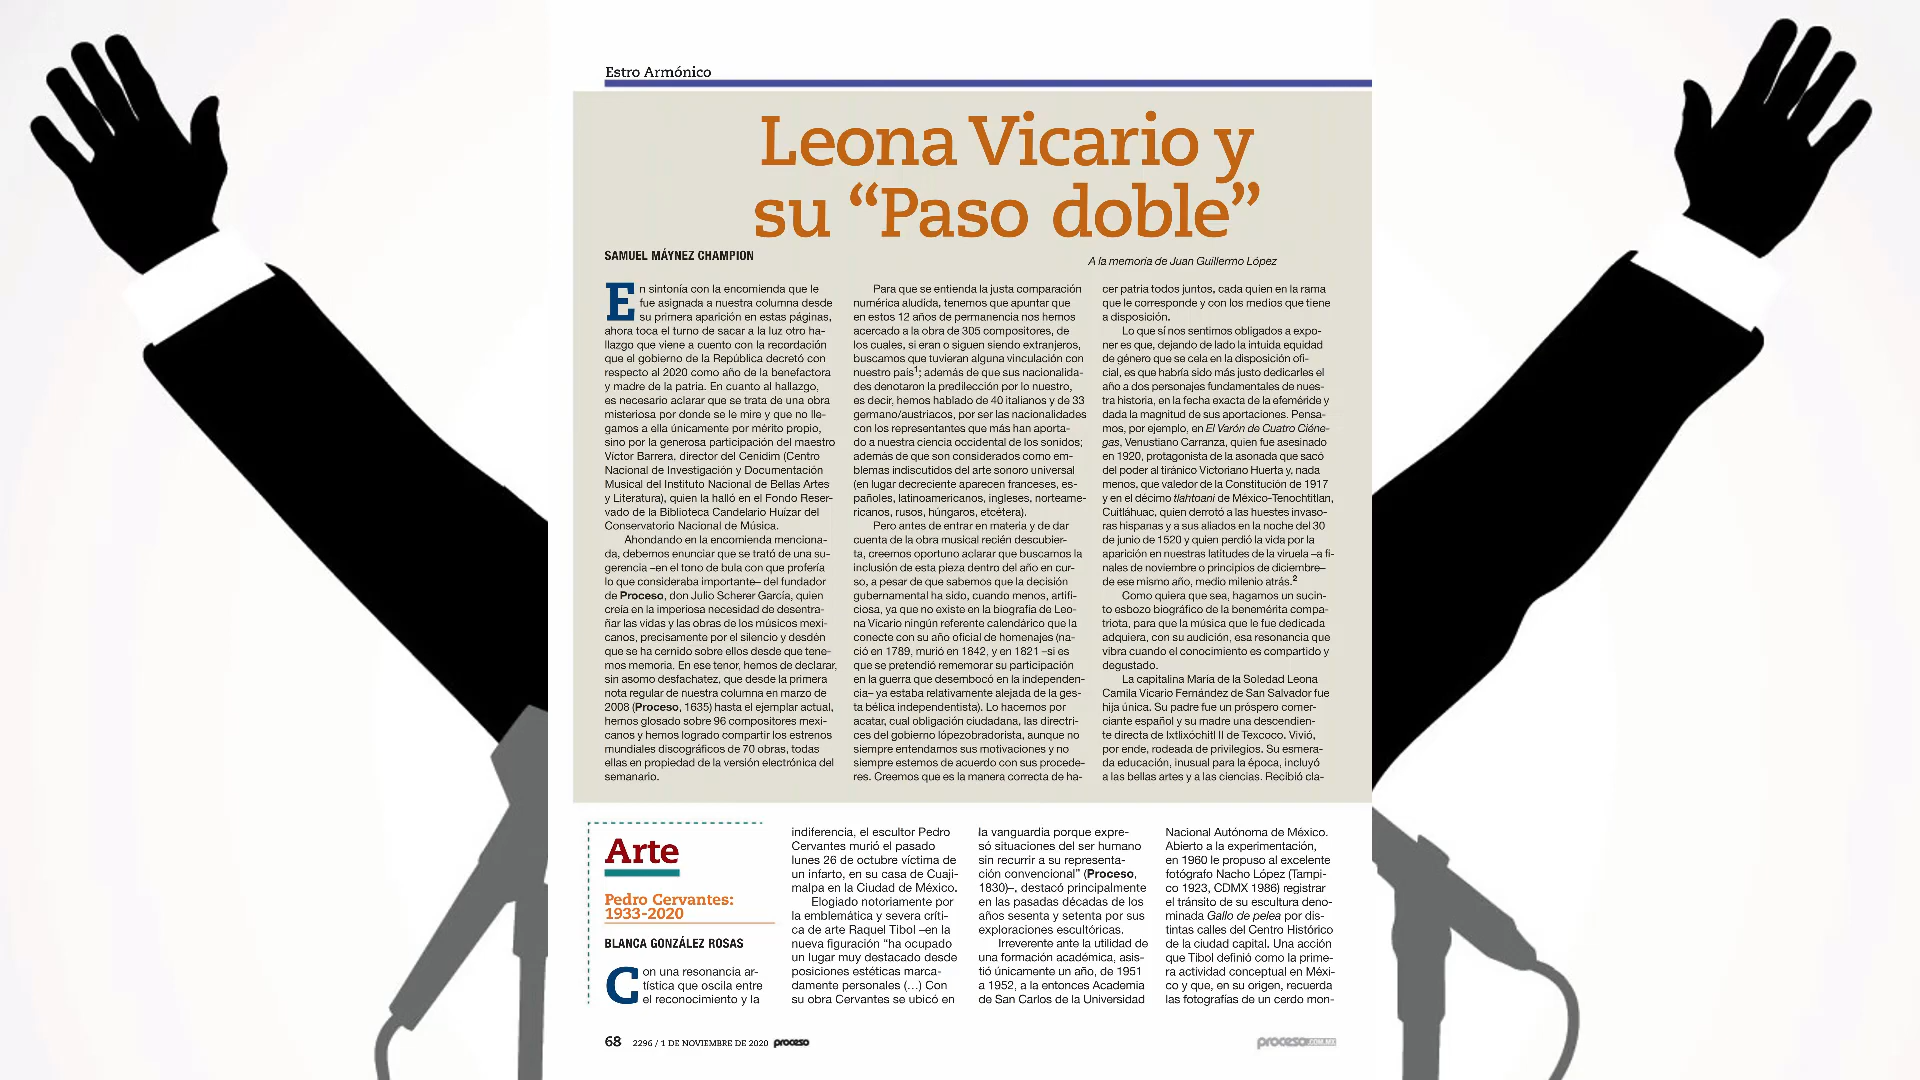 Estro Armónico
Leona Vicario y
su “Paso doble”
SAMUEL MÁYNEZ CHAMPION
A la memoria de Juan Guillermo López
En sintonía con la encomienda que le
fue asignada a nuestra columna desde
su primera aparición en estas páginas,
ahora toca el turno de sacar a la luz otro ha-
llazgo que viene a cuento con la recordación
que el gobierno de la República decretó con
respecto al 2020 como año de la benefactora
y madre de la patria. En cuanto al hallazgo,
es necesario aclarar que se trata de una obra
misteriosa por donde se le mire y que no lle-
gamos a ella únicamente por mérito propio,
sino por la generosa participación del maestro
Víctor Barrera, director del Cenidim (Centro
Nacional de Investigación y Documentación
Musical del Instituto Nacional de Bellas Artes
y Literatura), quien la halló en el Fondo Reser-
vado de la Biblioteca Candelario Huízar del
Conservatorio Nacional de Música.
Ahondando en la encomienda menciona-
da, debemos enunciar que se trató de una su-
gerencia –en el tono de bula con que profería
lo que consideraba importante– del fundador
de Proceso, don Julio Scherer García, quien
creía en la imperiosa necesidad de desentra-
ñar las vidas y las obras de los músicos mexi-
canos, precisamente por el silencio y desdén
que se ha cernido sobre ellos desde que tene-
mos memoria. En ese tenor, hemos de declarar,
sin asomo desfachatez, que desde la primera
nota regular de nuestra columna en marzo de
2008 (Proceso, 1635) hasta el ejemplar actual,
hemos glosado sobre 96 compositores mexi-
canos y hemos logrado compartir los estrenos
mundiales discográficos de 70 obras, todas
ellas en propiedad de la versión electrónica del
semanario.
Para que se entienda la justa comparación
numérica aludida, tenemos que apuntar que
en estos 12 años de permanencia nos hemos
acercado a la obra de 305 compositores, de
los cuales, si eran o siguen siendo extranjeros,
buscamos que tuvieran alguna vinculación con
nuestro país1; además de que sus nacionalida-
des denotaron la predilección por lo nuestro,
es decir, hemos hablado de 40 italianos y de 33
germano/austriacos, por ser las nacionalidades
con los representantes que más han aporta-
do a nuestra ciencia occidental de los sonidos;
además de que son considerados como em-
blemas indiscutidos del arte sonoro universal
(en lugar decreciente aparecen franceses, es-
pañoles, latinoamericanos, ingleses, norteame-
ricanos, rusos, húngaros, etcétera).
Pero antes de entrar en materia y de dar
cuenta de la obra musical recién descubier-
ta, creemos oportuno aclarar que buscamos la
inclusión de esta pieza dentro del año en cur-
so, a pesar de que sabemos que la decisión
gubernamental ha sido, cuando menos, artifi-
ciosa, ya que no existe en la biografía de Leo-
na Vicario ningún referente calendárico que la
conecte con su año oficial de homenajes (na-
ció en 1789, murió en 1842, y en 1821 –si es
que se pretendió rememorar su participación
en la guerra que desembocó en la independen-
cia– ya estaba relativamente alejada de la ges-
ta bélica independentista). Lo hacemos por
acatar, cual obligación ciudadana, las directri-
ces del gobierno lópezobradorista, aunque no
siempre entendamos sus motivaciones y no
siempre estemos de acuerdo con sus procede-
res. Creemos que es la manera correcta de ha-
cer patria todos juntos, cada quien en la rama
que le corresponde y con los medios que tiene
a disposición.
Lo que sí nos sentimos obligados a expo-
ner es que, dejando de lado la intuida equidad
de género que se cela en la disposición ofi-
cial, es que habría sido más justo dedicarles el
año a dos personajes fundamentales de nues-
tra historia, en la fecha exacta de la efeméride y
dada la magnitud de sus aportaciones. Pensa-
mos, por ejemplo, en El Varón de Cuatro Ciéne-
gas, Venustiano Carranza, quien fue asesinado
en 1920, protagonista de la asonada que sacó
del poder al tiránico Victoriano Huerta y, nada
menos, que valedor de la Constitución de 1917
y en el décimo tlahtoani de México-Tenochtitlan,
Cuitláhuac, quien derrotó a las huestes invaso-
ras hispanas y a sus aliados en la noche del 30
de junio de 1520 y quien perdió la vida por la
aparición en nuestras latitudes de la viruela –a fi-
nales de noviembre o principios de diciembre–
de ese mismo año, medio milenio atrás.2
Como quiera que sea, hagamos un sucin-
to esbozo biográfico de la benemérita compa-
triota, para que la música que le fue dedicada
adquiera, con su audición, esa resonancia que
vibra cuando el conocimiento es compartido y
degustado.
La capitalina María de la Soledad Leona
Camila Vicario Fernández de San Salvador fue
hija única. Su padre fue un próspero comer-
ciante español y su madre una descendien-
te directa de Ixtlixóchitl II de Texcoco. Vivió,
por ende, rodeada de privilegios. Su esmera-
da educación, inusual para la época, incluyó
a las bellas artes y a las ciencias. Recibió cla-
Arte
Pedro Cervantes:
1933-2020
BLANCA GONZÁLEZ ROSAS
Con una resonancia ar-
tística que oscila entre
el reconocimiento y la
indiferencia, el escultor Pedro
Cervantes murió el pasado
lunes 26 de octubre víctima de
un infarto, en su casa de Cuaji-
malpa en la Ciudad de México.
Elogiado notoriamente por
la emblemática y severa críti-
ca de arte Raquel Tibol –en la
nueva figuración “ha ocupado
un lugar muy destacado desde
posiciones estéticas marca-
damente personales (…) Con
su obra Cervantes se ubicó en
la vanguardia porque expre-
só situaciones del ser humano
sin recurrir a su representa-
ción convencional” (Proceso,
1830)–, destacó principalmente
en las pasadas décadas de los
años sesenta y setenta por sus
exploraciones escultóricas.
Irreverente ante la utilidad de
una formación académica, asis-
tió únicamente un año, de 1951
a 1952, a la entonces Academia
de San Carlos de la Universidad
Nacional Autónoma de México.
Abierto a la experimentación,
en 1960 le propuso al excelente
fotógrafo Nacho López (Tampi-
co 1923, CDMX 1986) registrar
el tránsito de su escultura deno-
minada Gallo de pelea por dis-
tintas calles del Centro Histórico
de la ciudad capital. Una acción
que Tibol definió como la prime-
ra actividad conceptual en Méxi-
co y que, en su origen, recuerda
las fotografías de un cerdo mon-
68 2296 / 1 DE NOVIEMBRE DE 2020 proceso
proceso.COM.MX